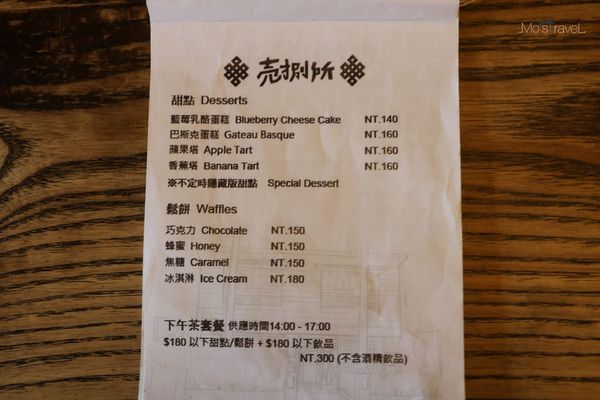 Mo'sTravel
売捌所
甜點 Desserts
藍莓乳酪蛋糕 Blueberry Cheese Cake NT.140
巴斯克蛋糕 Gateau Basque NT.160
蘋果塔 Apple Tart NT.160
香蕉塔 Banana Tart NT.160
※不定時隱藏版甜點 Special Dessert
鬆餅 Waffles
巧克力 Chocolate NT.150
蜂蜜 Honey NT.150
焦糖 Caramel NT.150
冰淇淋 Ice Cream NT.180
下午茶套餐 供應時間14:00 - 17:00
$180 以下甜點/鬆餅 + $180 以下飲品
NT.300 (不含酒精飲品)